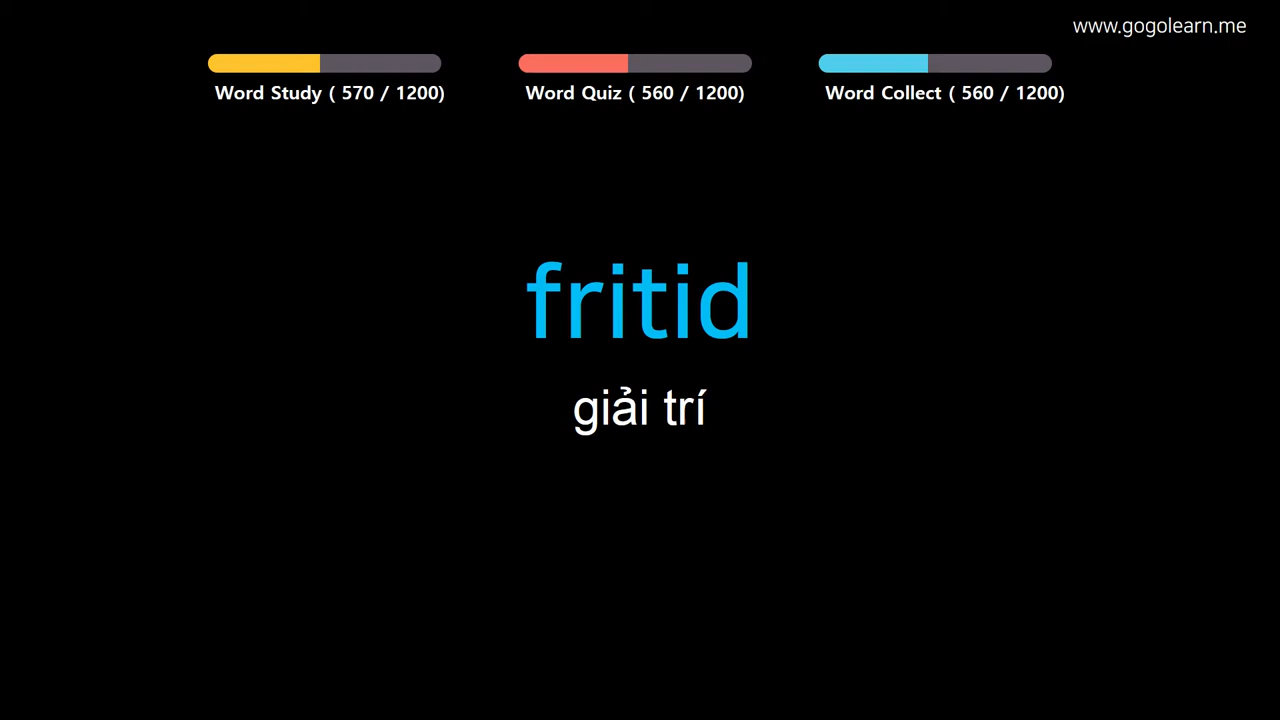 www.gogolearn.me
Word Study ( 570 / 1200)
Word Quiz ( 560 / 1200)
Word Collect ( 560 / 1200)
fritid
giải trí